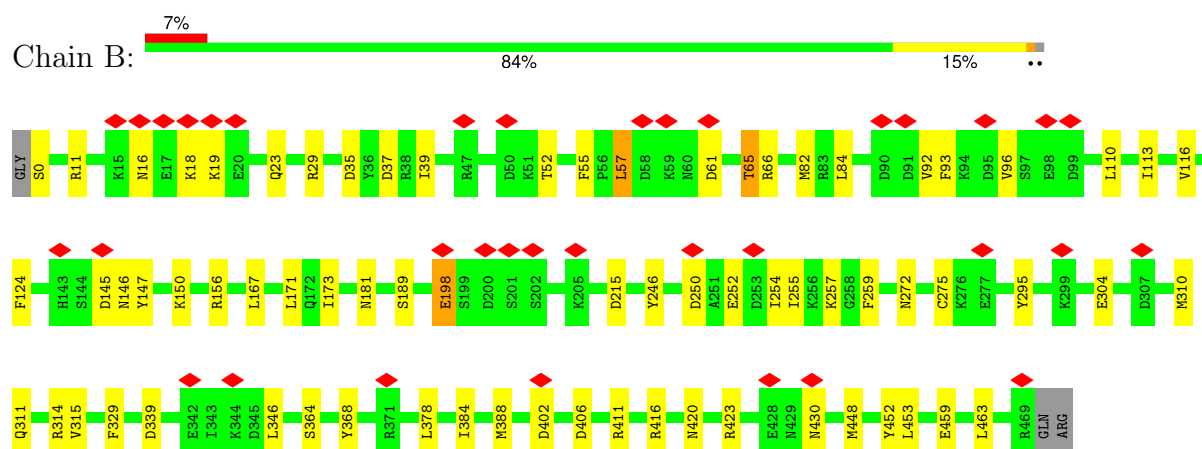 7%
Chain B:
84% 15% ••
GLY S0 R11 K15 N16 E17 K18 K19 E20 Q23 R29 D35 Y36 D37 R38 I39 R47 D50 K51 T52 F55 P56 L57 D58 K59 N60 D61 T65 R66 M82 R83 L84 D90 D91 V92 F93 K94 D95 V96 S97 E98 D99 L110 I113 V116
F124 H143 S144 D145 N146 Y147 K150 R156 L167 L171 Q172 I173 N181 S189 E198 S199 D200 S201 S202 K205 D215 Y246 D250 A251 E252 D253 I254 I255 K256 K257 G258 F259 N272 C275 K276 E277 Y295 K299 E304 D307 M310
Q311 R314 V315 F329 D339 E342 I343 K344 D345 L346 S364 Y368 R371 L378 I384 M388 D402 D406 R411 R416 N420 R423 E428 N429 N430 M448 Y452 L453 E459 L463 R469 GLN ARG